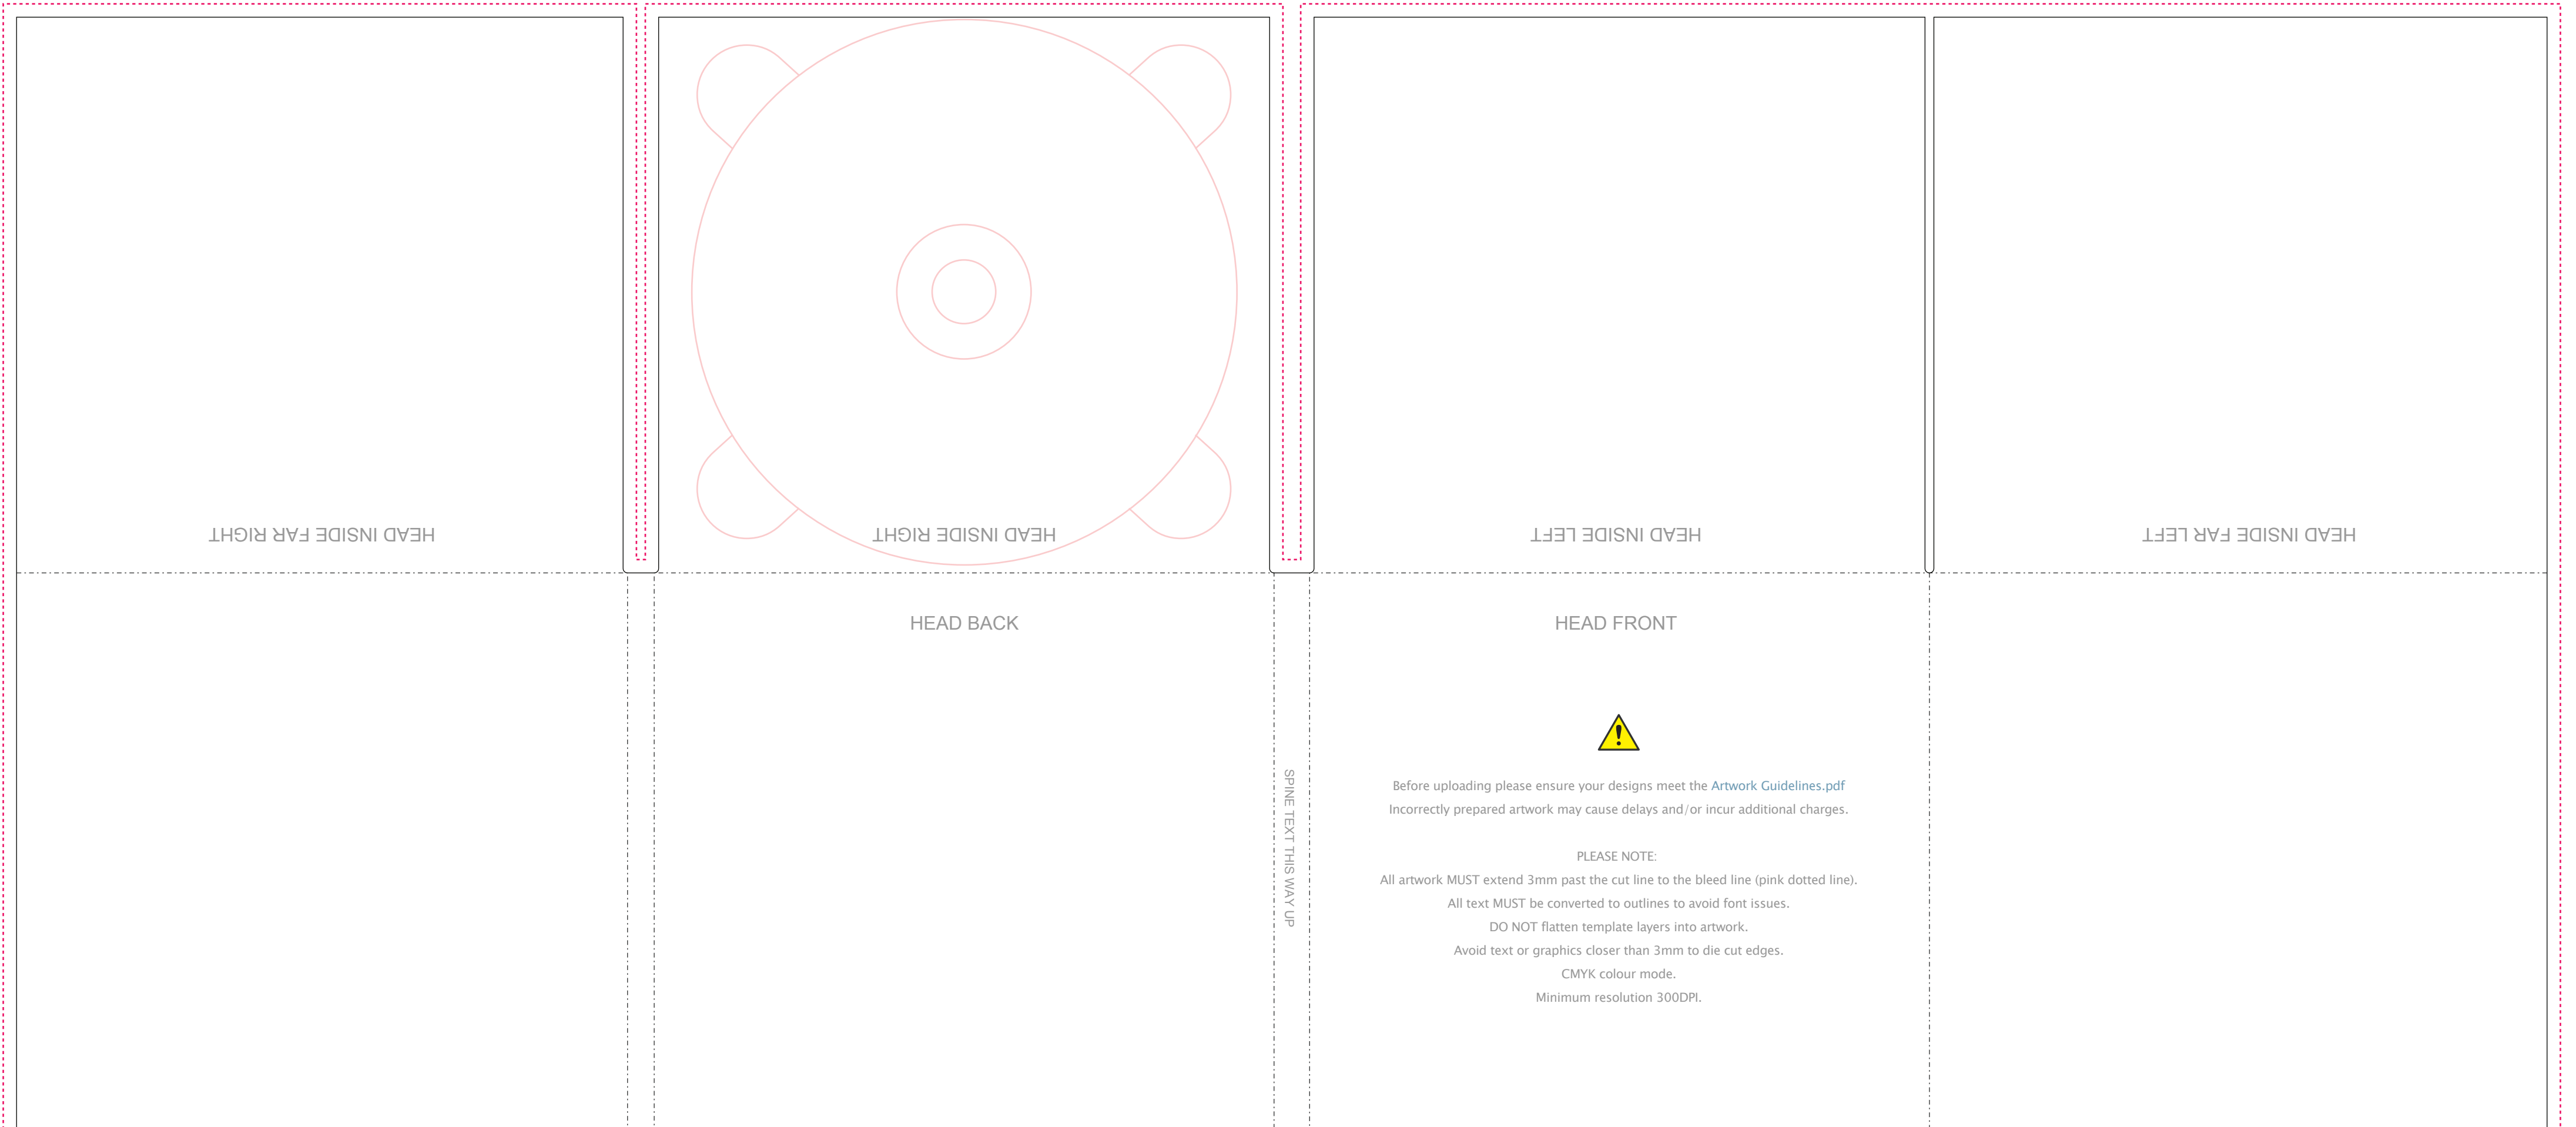 HEAD INSIDE FAR RIGHT
HEAD INSIDE RIGHT
HEAD INSIDE LEFT
HEAD INSIDE FAR LEFT
HEAD BACK
HEAD FRONT
SPINE TEXT THIS WAY UP
Before uploading please ensure your designs meet the Artwork Guidelines.pdf
Incorrectly prepared artwork may cause delays and/or incur additional charges.
PLEASE NOTE:
All artwork MUST extend 3mm past the cut line to the bleed line (pink dotted line).
All text MUST be converted to outlines to avoid font issues.
DO NOT flatten template layers into artwork.
Avoid text or graphics closer than 3mm to die cut edges.
CMYK colour mode.
Minimum resolution 300DPI.